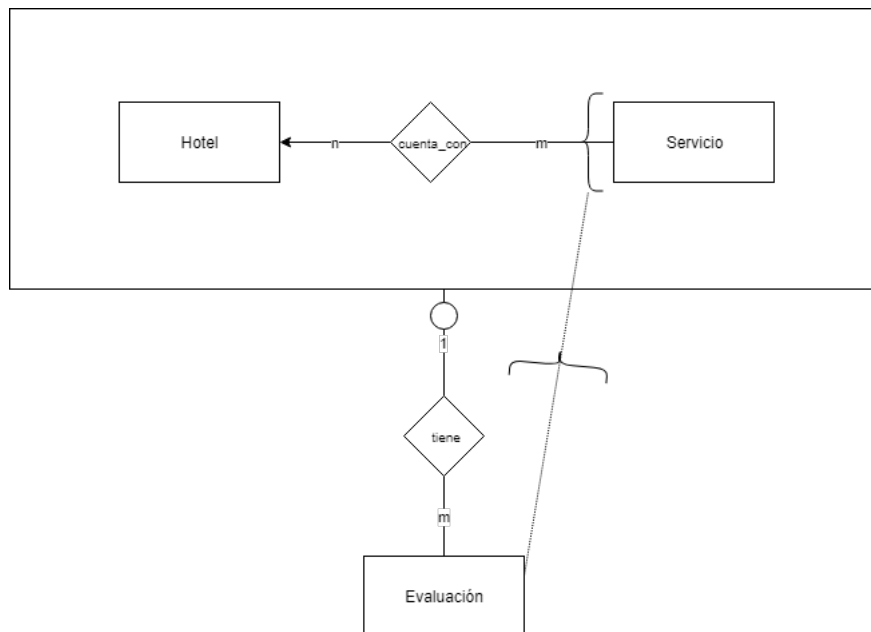 Hotel
n
cuenta_con
m
Servicio
1
tiene
m
Evaluación